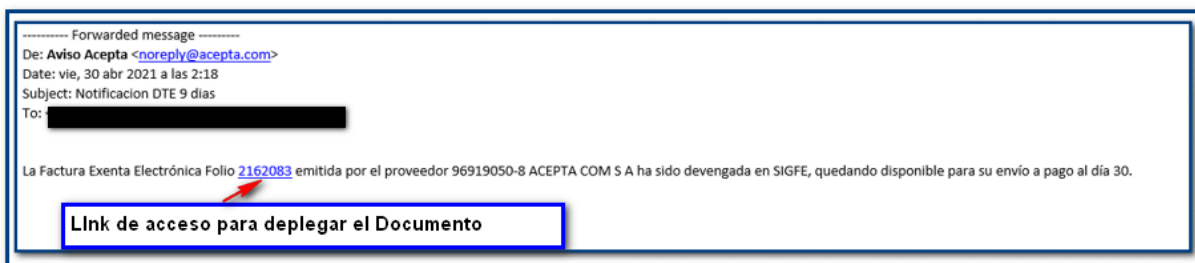 ---------- Forwarded message ---------
De: Aviso Acepta <noreply@acepta.com>
Date: vie, 30 abr 2021 a las 2:18
Subject: Notificacion DTE 9 dias
To:
La Factura Exenta Electrónica Folio 2162083 emitida por el proveedor 96919050-8 ACEPTA COM S A ha sido devengada en SIGFE, quedando disponible para su envío a pago al día 30.
LInk de acceso para deplegar el Documento